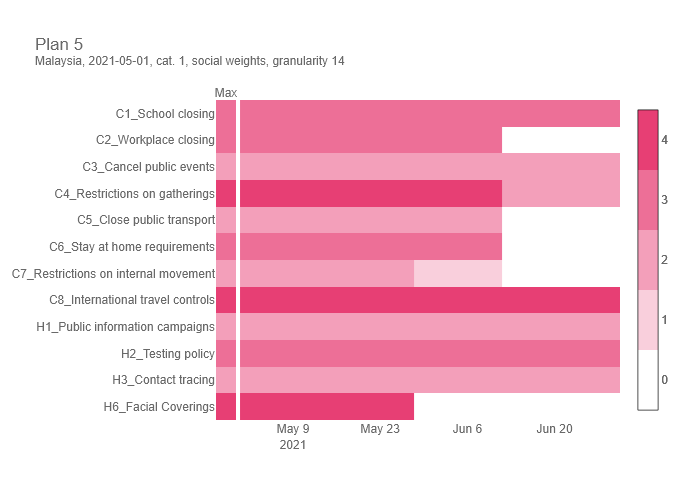 Plan 5
Malaysia, 2021-05-01, cat. 1, social weights, granularity 14
Max
C1_School closing
C2_Workplace closing
C3_Cancel public events
C4_Restrictions on gatherings
C5_Close public transport
C6_Stay at home requirements
C7_Restrictions on internal movement
C8_International travel controls
H1_Public information campaigns
H2_Testing policy
H3_Contact tracing
H6_Facial Coverings
May 9
2021
May 23
Jun 6
Jun 20
4
3
2
1
0